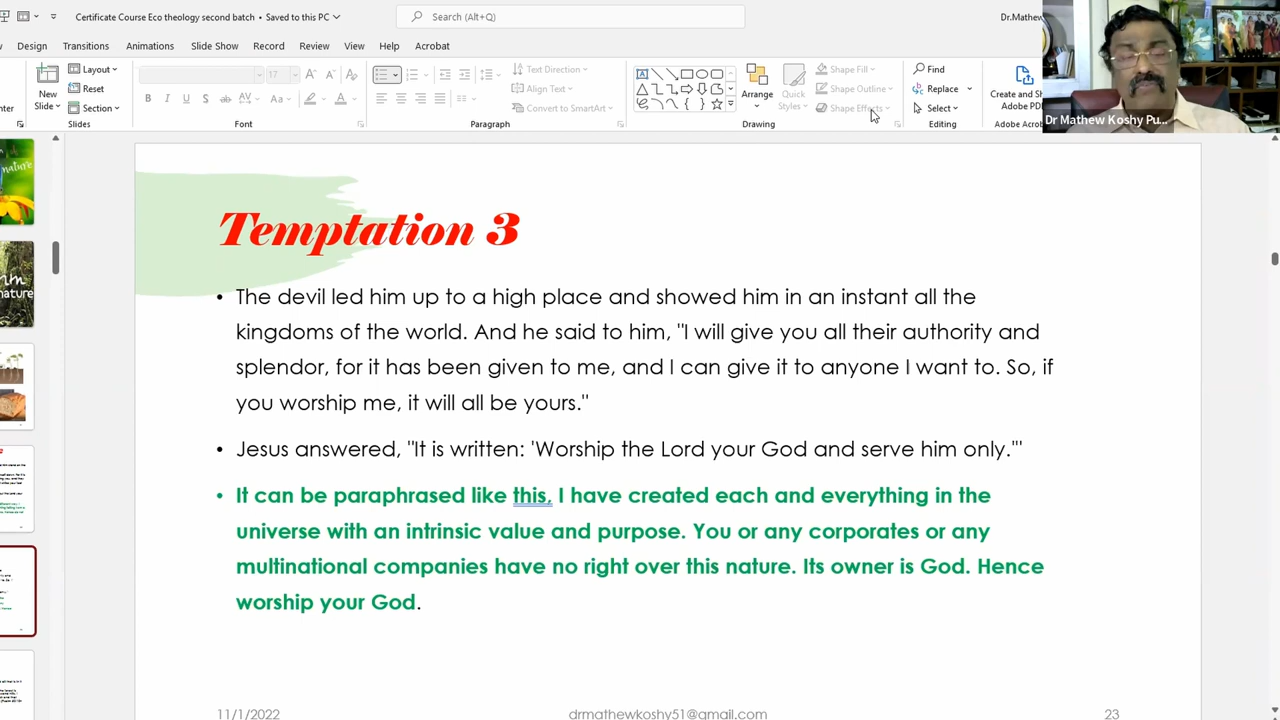 Certificate Course Eco theology second batch • Saved to this PC
Search (Alt+Q)
Dr.Mathew
Design Transitions Animations Slide Show Record Review View Help Acrobat
New Slide
Layout
Reset
Section
Slides
17
Font
Text Direction
Align Text
Convert to SmartArt
Paragraph
Arrange
Quick Styles
Shape Fill
Shape Outline
Shape Effects
Drawing
Find
Replace
Select
Editing
Create and Sh
Adobe PD
Adobe Acro
Dr Mathew Koshy Pu...
nature
nature
Temptation 3
• The devil led him up to a high place and showed him in an instant all the
kingdoms of the world. And he said to him, "I will give you all their authority and
splendor, for it has been given to me, and I can give it to anyone I want to. So, if
you worship me, it will all be yours."
• Jesus answered, "It is written: 'Worship the Lord your God and serve him only.'"
• It can be paraphrased like this, I have created each and everything in the
universe with an intrinsic value and purpose. You or any corporates or any
multinational companies have no right over this nature. Its owner is God. Hence
worship your God.
11/1/2022
drmathewkoshy51@gmail.com
23